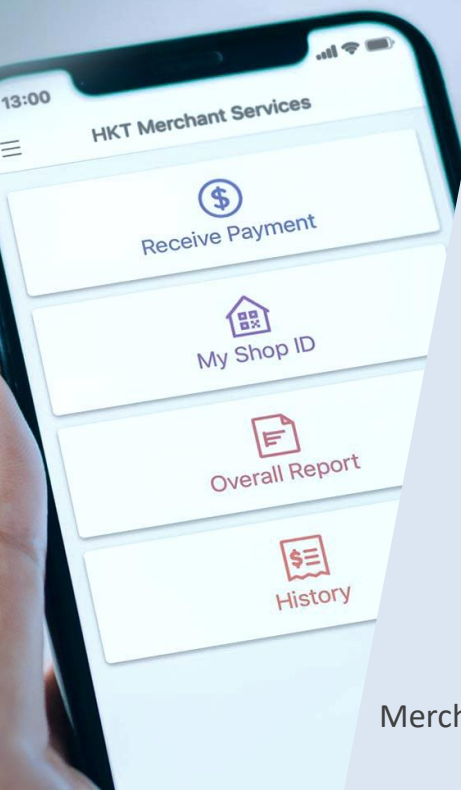 13:00
HKT Merchant Services
Receive Payment
My Shop ID
Overall Report
History
Merch